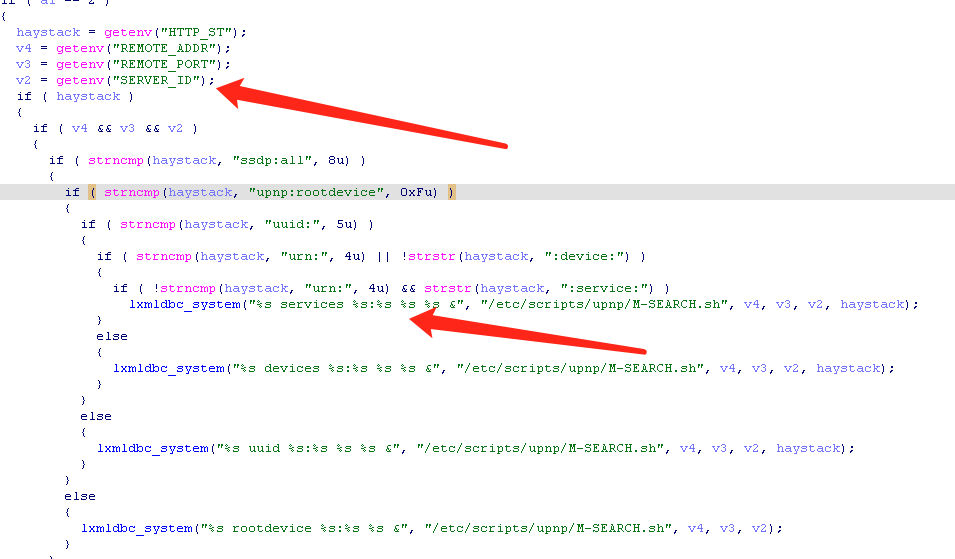 {
haystack = getenv("HTTP_ST");
v4 = getenv("REMOTE_ADDR");
v3 = getenv("REMOTE_PORT");
v2 = getenv("SERVER_ID");
if ( haystack )
{
if ( v4 && v3 && v2 )
{
if ( strncmp(haystack, "ssdp:all", 8u) )
{
if ( strncmp(haystack, "upnp:rootdevice", 0xFu) )
{
if ( strncmp(haystack, "uuid:", 5u) )
{
if ( strncmp(haystack, "urn:", 4u) || !strstr(haystack, ":device:") )
{
if ( !strncmp(haystack, "urn:", 4u) && strstr(haystack, ":service:") )
lxmldbc_system("%s services %s:%s %s %s &", "/etc/scripts/upnp/M-SEARCH.sh", v4, v3, v2, haystack);
}
else
{
lxmldbc_system("%s devices %s:%s %s %s &", "/etc/scripts/upnp/M-SEARCH.sh", v4, v3, v2, haystack);
}
}
else
{
lxmldbc_system("%s uuid %s:%s %s %s &", "/etc/scripts/upnp/M-SEARCH.sh", v4, v3, v2, haystack);
}
}
else
{
lxmldbc_system("%s rootdevice %s:%s %s &", "/etc/scripts/upnp/M-SEARCH.sh", v4, v3, v2);
}